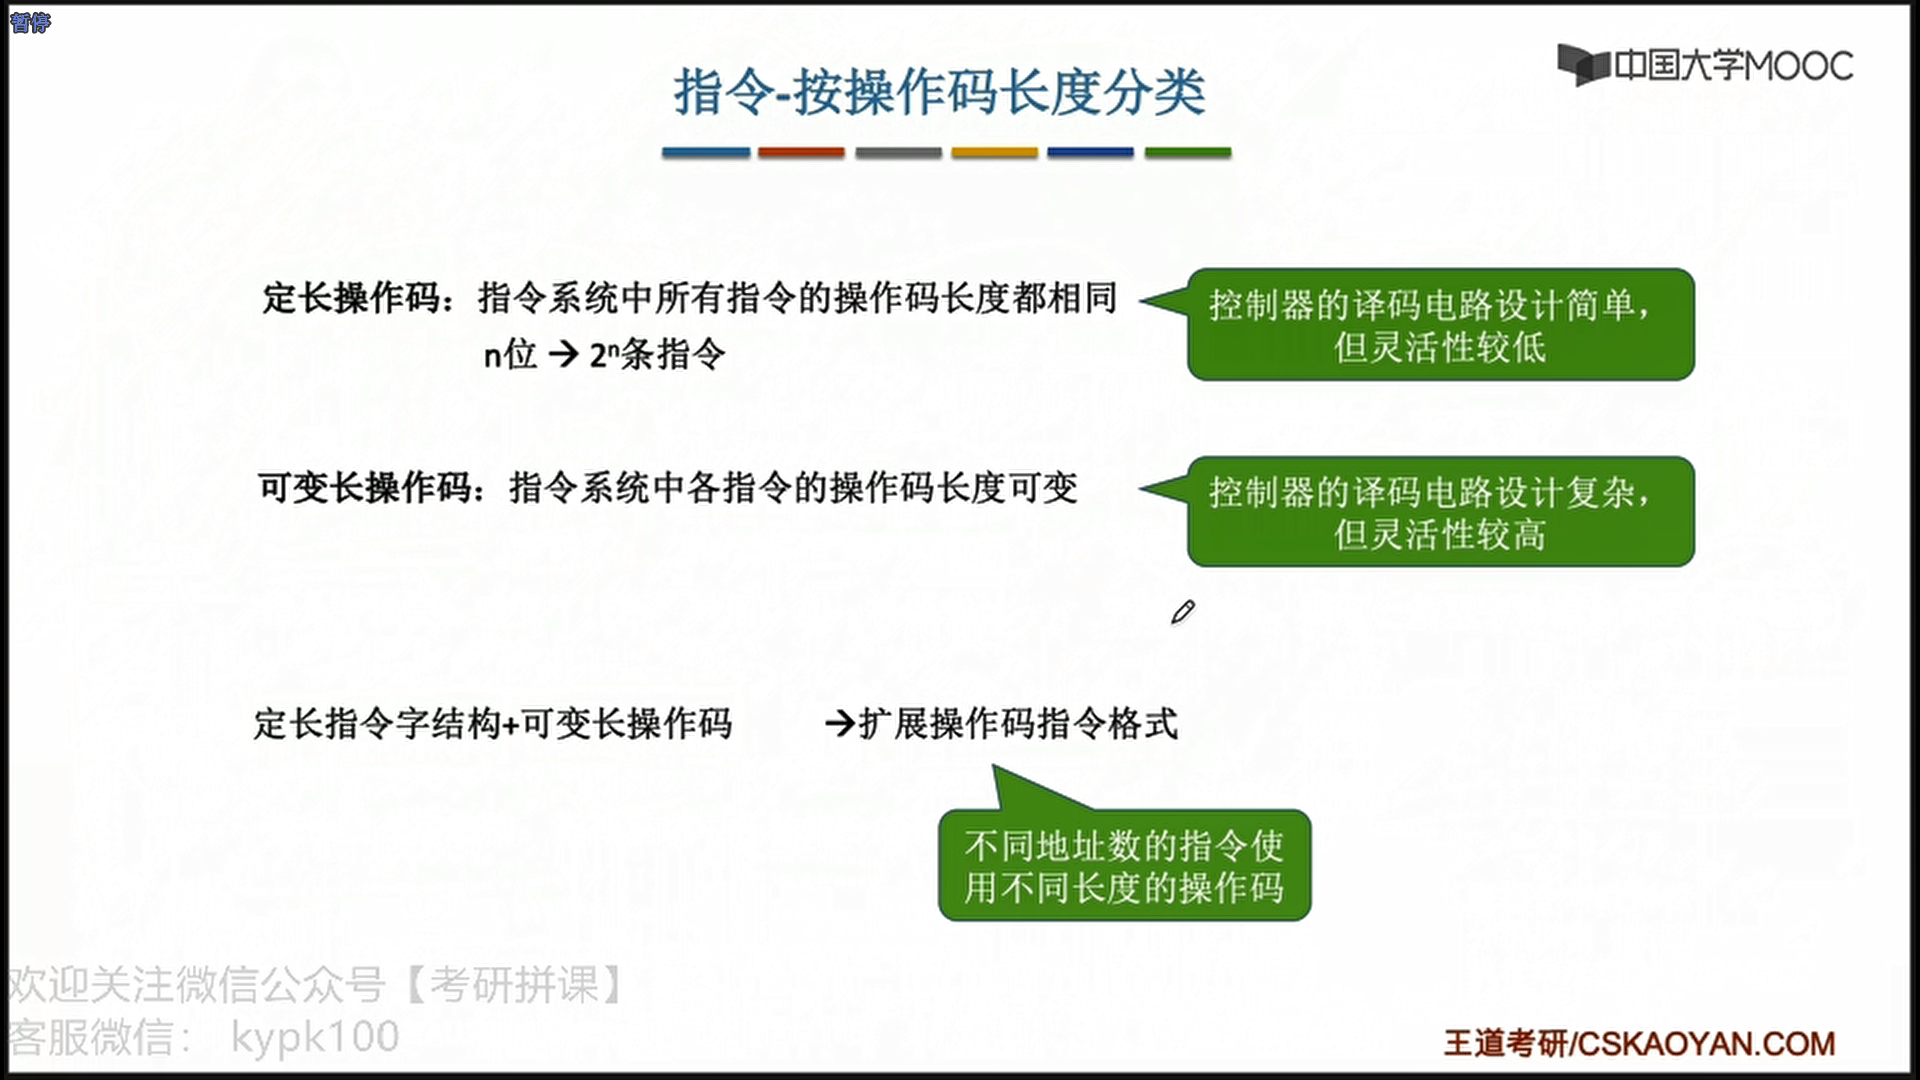 暂停
中国大学MOOC
指令-按操作码长度分类
定长操作码：指令系统中所有指令的操作码长度都相同
n位 → 2ⁿ条指令
控制器的译码电路设计简单，
但灵活性较低
可变长操作码：指令系统中各指令的操作码长度可变
控制器的译码电路设计复杂，
但灵活性较高
定长指令字结构+可变长操作码 →扩展操作码指令格式
不同地址数的指令使
用不同长度的操作码
欢迎关注微信公众号【考研拼课】
客服微信： kypk100
王道考研/CSKAOYAN.COM